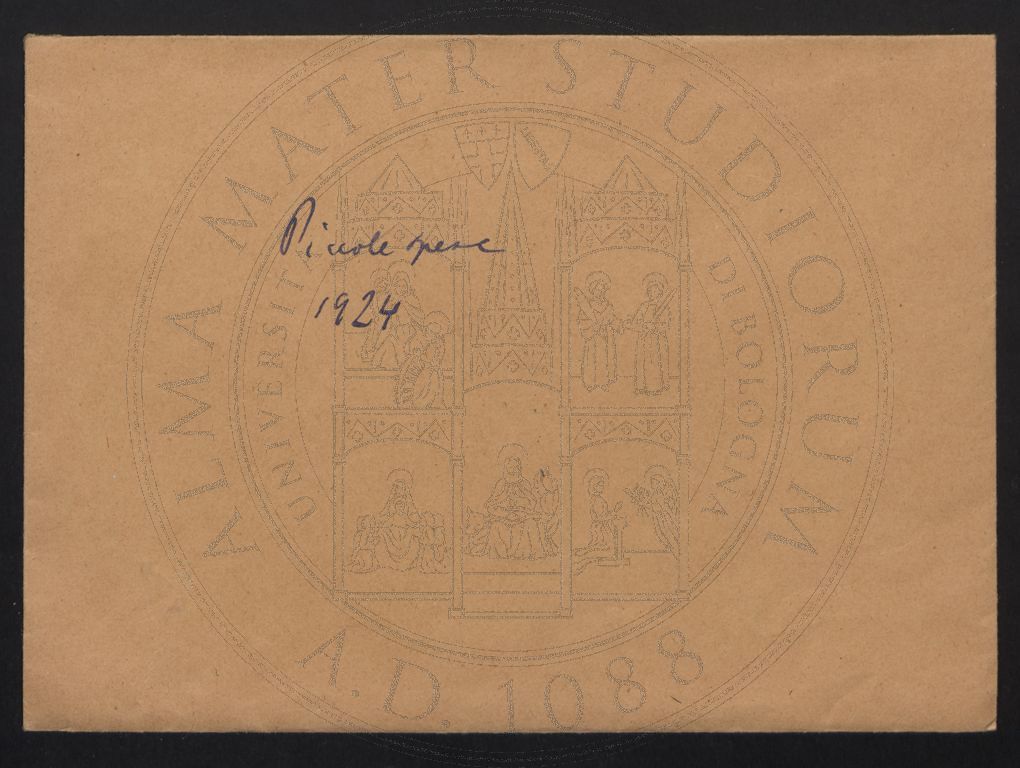 Piccole spese
1924
ALMA MATER STUDIORUM
UNIVERSITÀ DI BOLOGNA
A.D. 1088